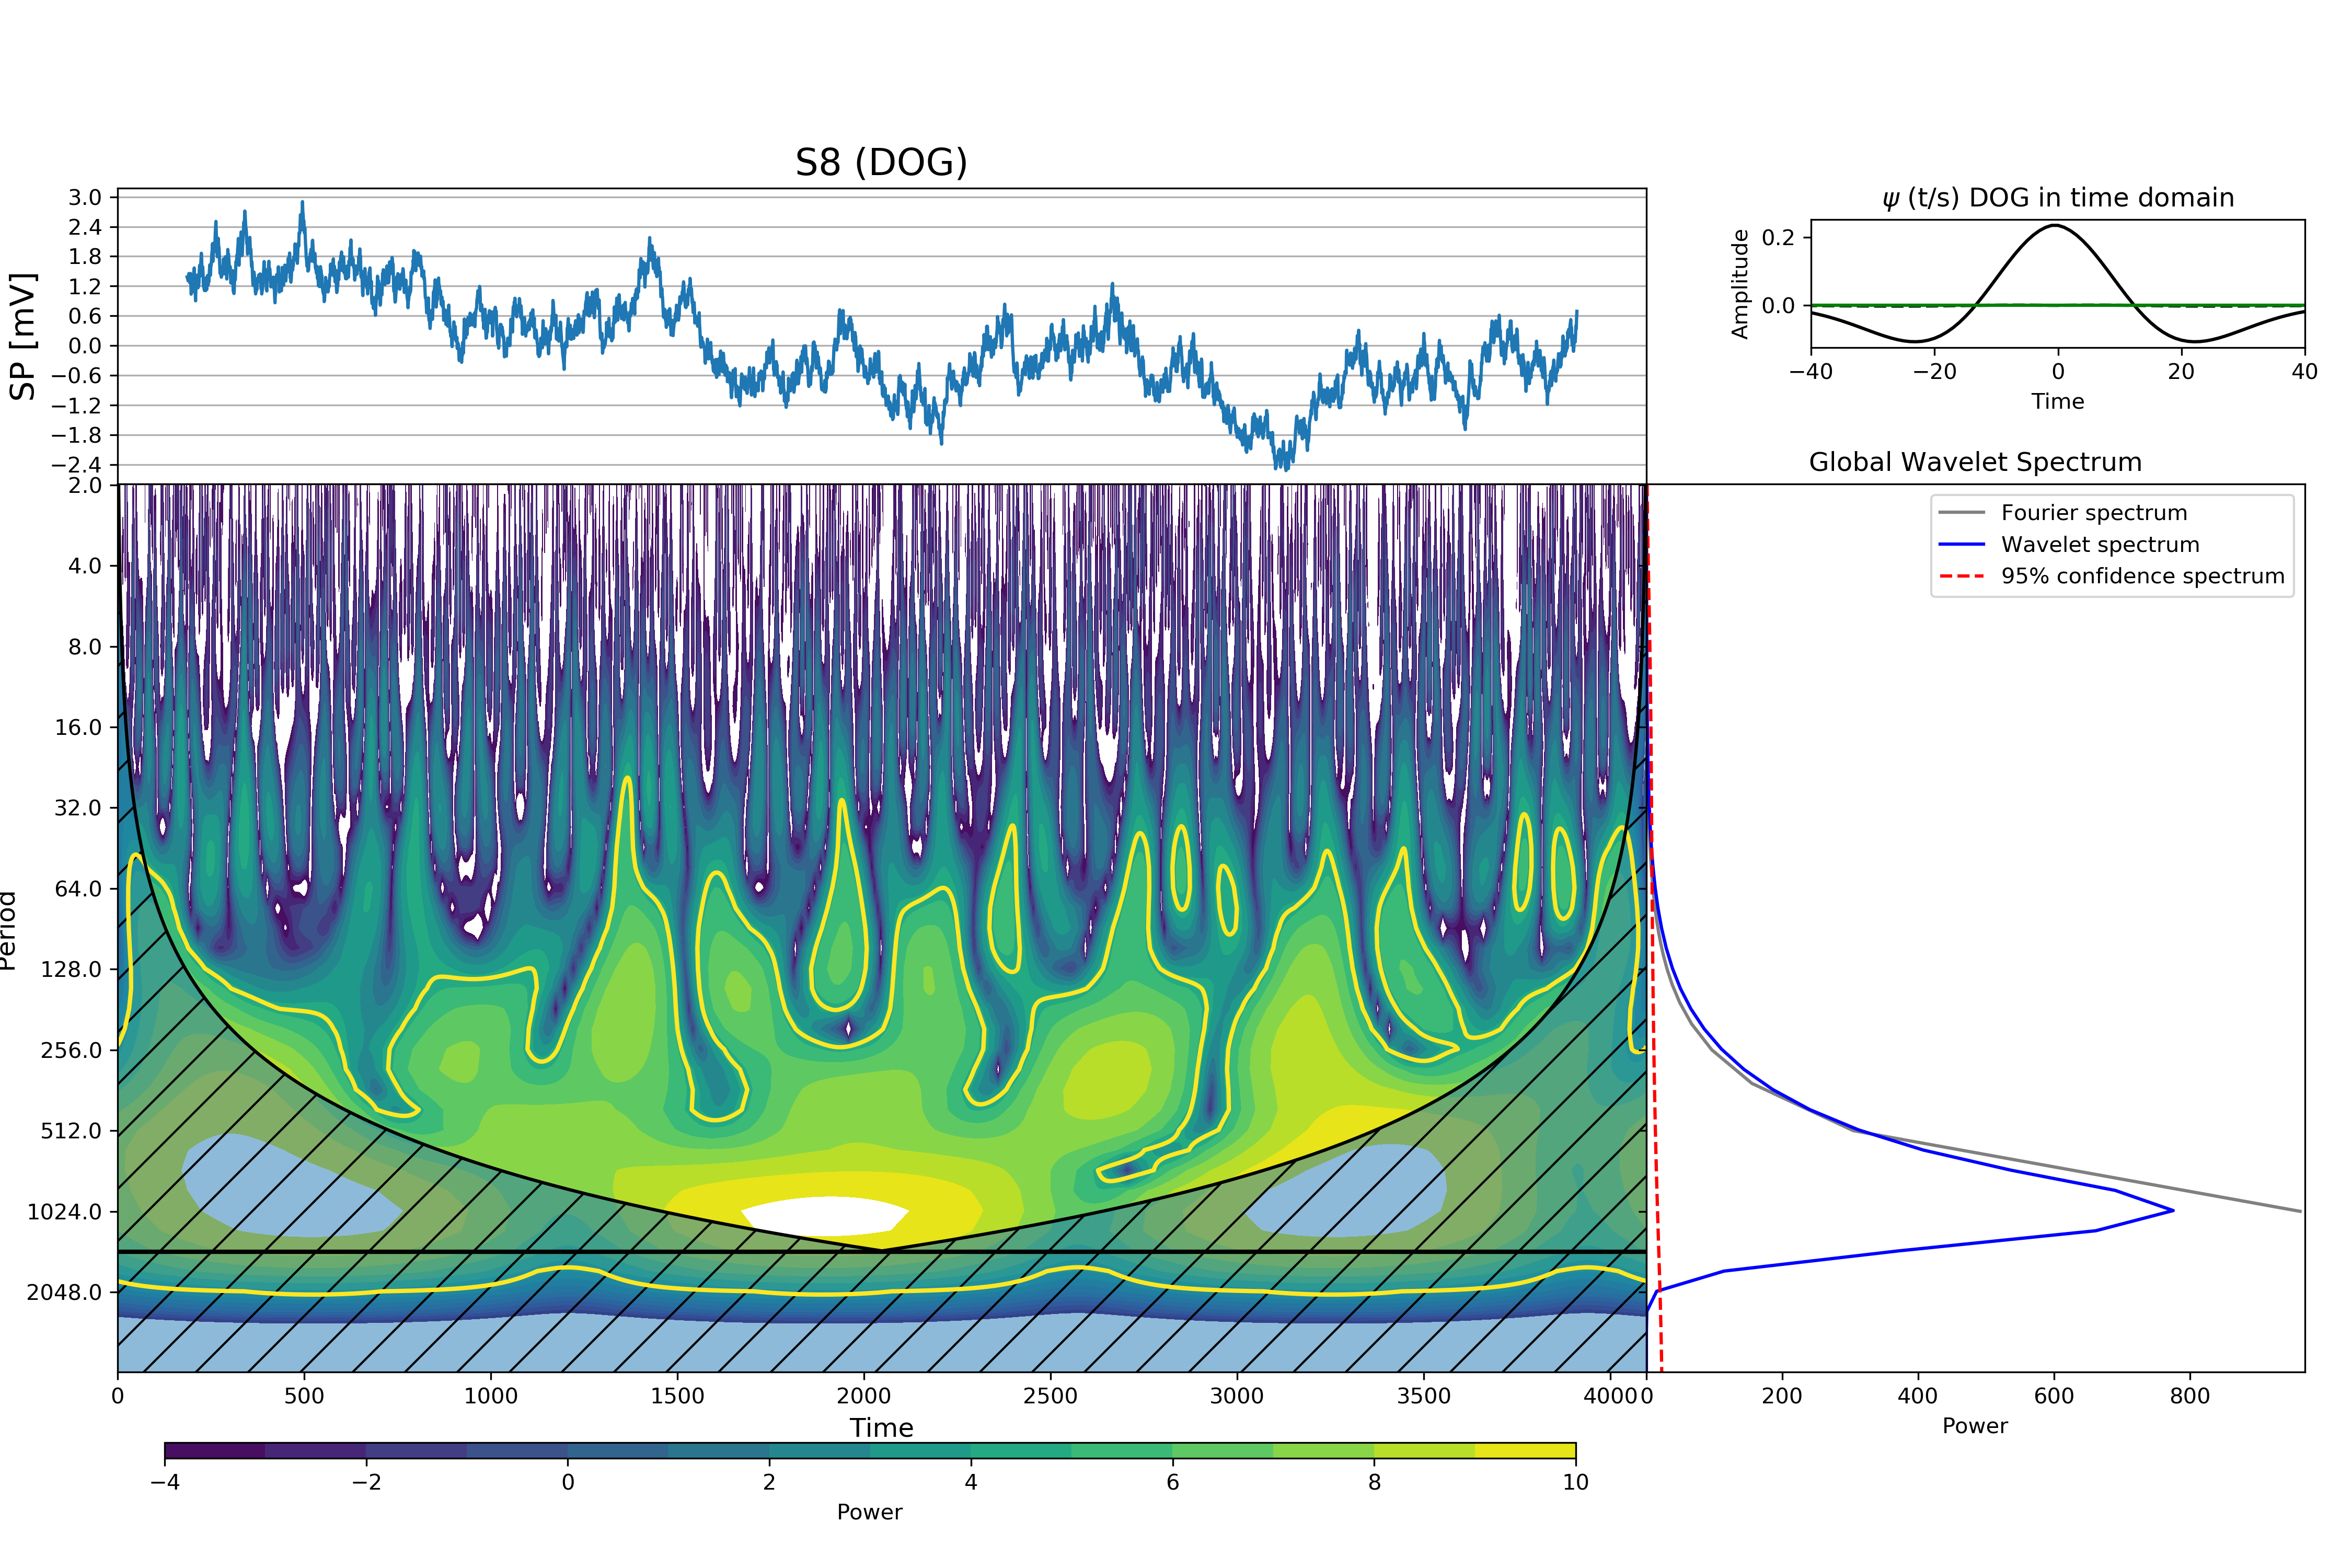 S8 (DOG)
SP [mV]
3.0
2.4
1.8
1.2
0.6
0.0
−0.6
−1.2
−1.8
−2.4
ψ (t/s) DOG in time domain
Amplitude
0.2
0.0
−40 −20 0 20 40
Time
Global Wavelet Spectrum
Fourier spectrum
Wavelet spectrum
95% confidence spectrum
Period
2.0
4.0
8.0
16.0
32.0
64.0
128.0
256.0
512.0
1024.0
2048.0
0 500 1000 1500 2000 2500 3000 3500 4000
Time
0 200 400 600 800
Power
−4 −2 0 2 4 6 8 10
Power